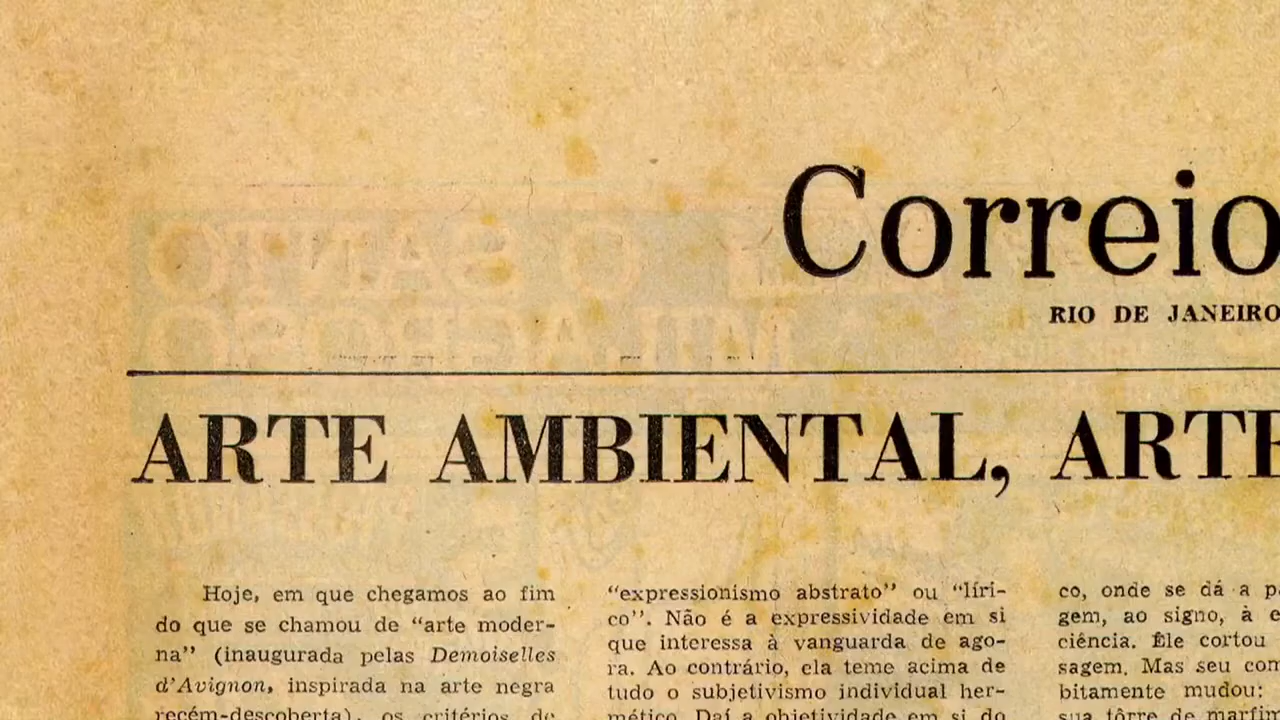 Correio
RIO DE JANEIRO
ARTE AMBIENTAL, ARTE
Hoje, em que chegamos ao fim
do que se chamou de “arte moder-
na” (inaugurada pelas Demoiselles
d’Avignon, inspirada na arte negra
recém-descoberta), os critérios de
“expressionismo abstrato” ou “líri-
co”. Não é a expressividade em si
que interessa à vanguarda de ago-
ra. Ao contrário, ela teme acima de
tudo o subjetivismo individual her-
mético. Daí a objetividade em si do
co, onde se dá a
gem, ao signo, à
ciência. Êle cortou
sagem. Mas seu
bitamente mudou:
sua tôrre de marfim